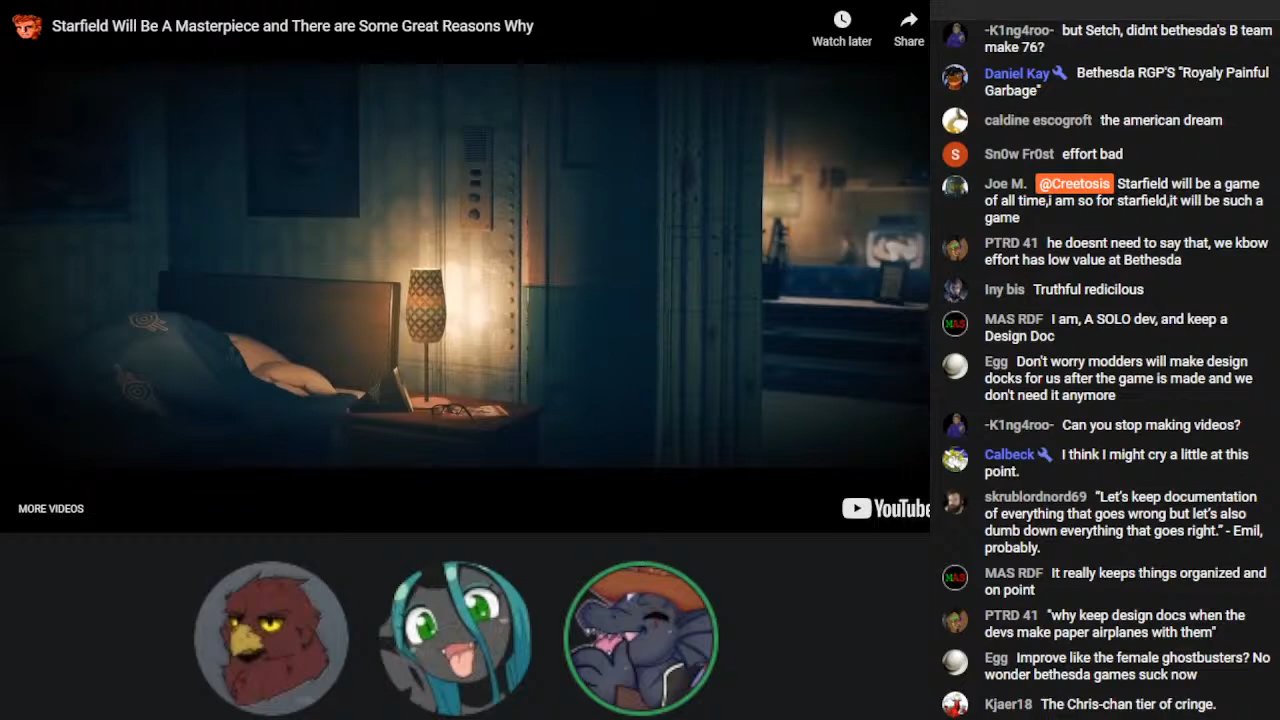 Starfield Will Be A Masterpiece and There are Some Great Reasons Why
Watch later
Share
MORE VIDEOS
YouTube
-K1ng4roo- but Setch, didnt bethesda's B team
make 76?
Daniel Kay Bethesda RGP'S "Royaly Painful
Garbage"
caldine escogroft the american dream
S
Sn0w Fr0st effort bad
Joe M. @Creetosis Starfield will be a game
of all time,i am so for starfield,it will be such a
game
PTRD 41 he doesnt need to say that, we kbow
effort has low value at Bethesda
Iny bis Truthful redicilous
MAS
MAS RDF I am, A SOLO dev, and keep a
Design Doc
Egg Don't worry modders will make design
docks for us after the game is made and we
don't need it anymore
-K1ng4roo- Can you stop making videos?
Calbeck I think I might cry a little at this
point.
skrublordnord69 “Let’s keep documentation
of everything that goes wrong but let’s also
dumb down everything that goes right.” - Emil,
probably.
MAS
MAS RDF It really keeps things organized and
on point
PTRD 41 "why keep design docs when the
devs make paper airplanes with them"
Egg Improve like the female ghostbusters? No
wonder bethesda games suck now
Kjaer18 The Chris-chan tier of cringe.